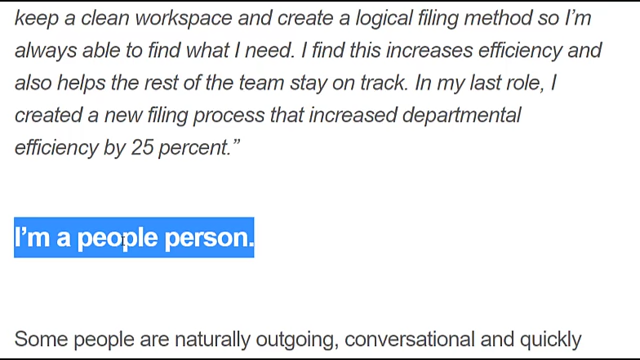 keep a clean workspace and create a logical filing method so I’m
always able to find what I need. I find this increases efficiency and
also helps the rest of the team stay on track. In my last role, I
created a new filing process that increased departmental
efficiency by 25 percent.”
I’m a people person.
Some people are naturally outgoing, conversational and quickly